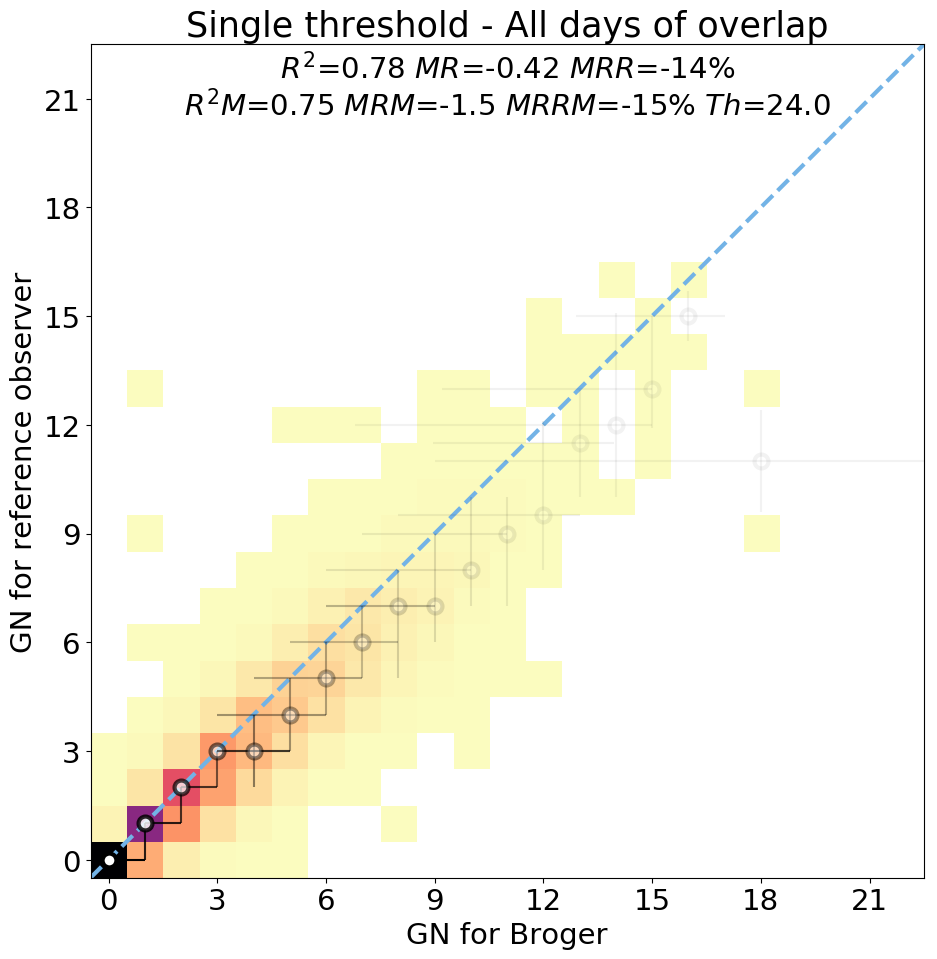 Single threshold - All days of overlap
R²=0.78 MR=-0.42 MRR=-14%
R²M=0.75 MRM=-1.5 MRRM=-15% Th=24.0
GN for reference observer
21
18
15
12
9
6
3
0
0 3 6 9 12 15 18 21
GN for Broger